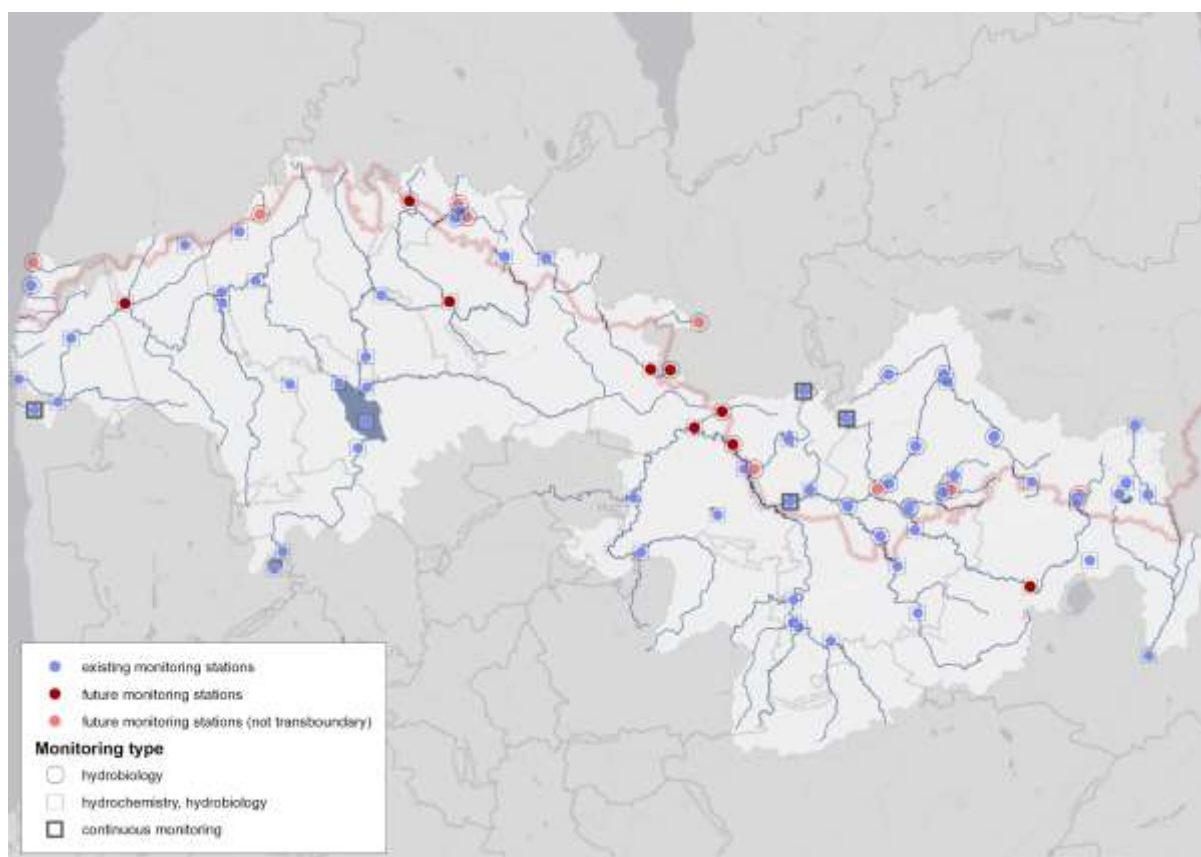 existing monitoring stations
future monitoring stations
future monitoring stations (not transboundary)
Monitoring type
hydrobiology
hydrochemistry, hydrobiology
continuous monitoring